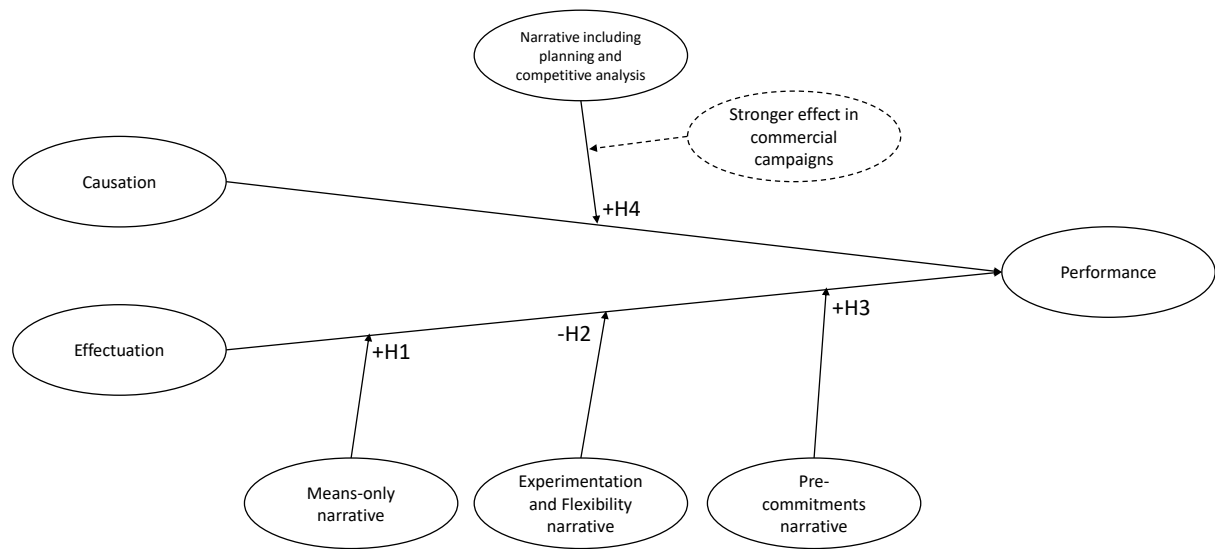 Narrative including
planning and
competitive analysis
Stronger effect in
commercial
campaigns
Causation
+H4
Performance
+H3
-H2
+H1
Effectuation
Means-only
narrative
Experimentation
and Flexibility
narrative
Pre-
commitments
narrative